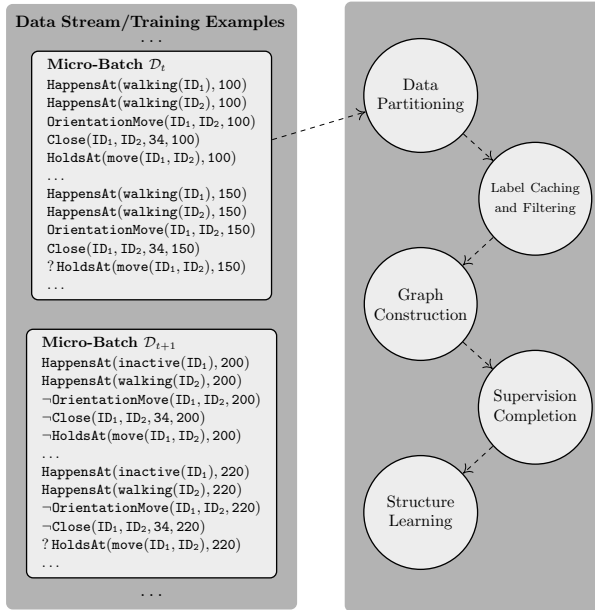 Data Stream/Training Examples
...
Micro-Batch 𝒟ₜ
HappensAt(walking(ID₁), 100)
HappensAt(walking(ID₂), 100)
OrientationMove(ID₁, ID₂, 100)
Close(ID₁, ID₂, 34, 100)
HoldsAt(move(ID₁, ID₂), 100)
...
HappensAt(walking(ID₁), 150)
HappensAt(walking(ID₂), 150)
OrientationMove(ID₁, ID₂, 150)
Close(ID₁, ID₂, 34, 150)
? HoldsAt(move(ID₁, ID₂), 150)
...
Micro-Batch 𝒟ₜ₊₁
HappensAt(inactive(ID₁), 200)
HappensAt(walking(ID₂), 200)
¬OrientationMove(ID₁, ID₂, 200)
¬Close(ID₁, ID₂, 34, 200)
¬HoldsAt(move(ID₁, ID₂), 200)
...
HappensAt(inactive(ID₁), 220)
HappensAt(walking(ID₂), 220)
¬OrientationMove(ID₁, ID₂, 220)
¬Close(ID₁, ID₂, 34, 220)
? HoldsAt(move(ID₁, ID₂), 220)
...
...
Data
Partitioning
Label Caching
and Filtering
Graph
Construction
Supervision
Completion
Structure
Learning